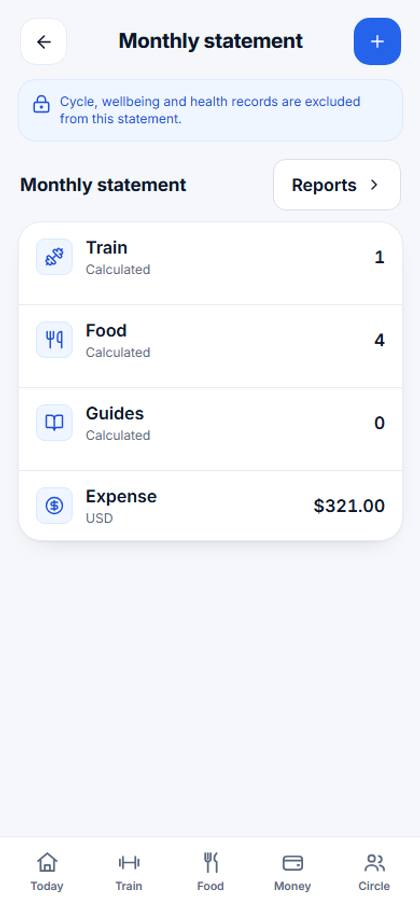 Monthly statement
Cycle, wellbeing and health records are excluded
from this statement.
Monthly statement
Reports
Train
Calculated
1
Food
Calculated
4
Guides
Calculated
0
Expense
USD
$321.00
Today
Train
Food
Money
Circle